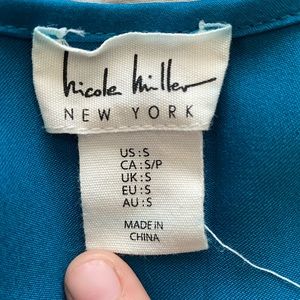 nicole miller
NEW YORK
US:S
CA:S/P
UK:S
EU:S
AU:S
MADE IN
CHINA